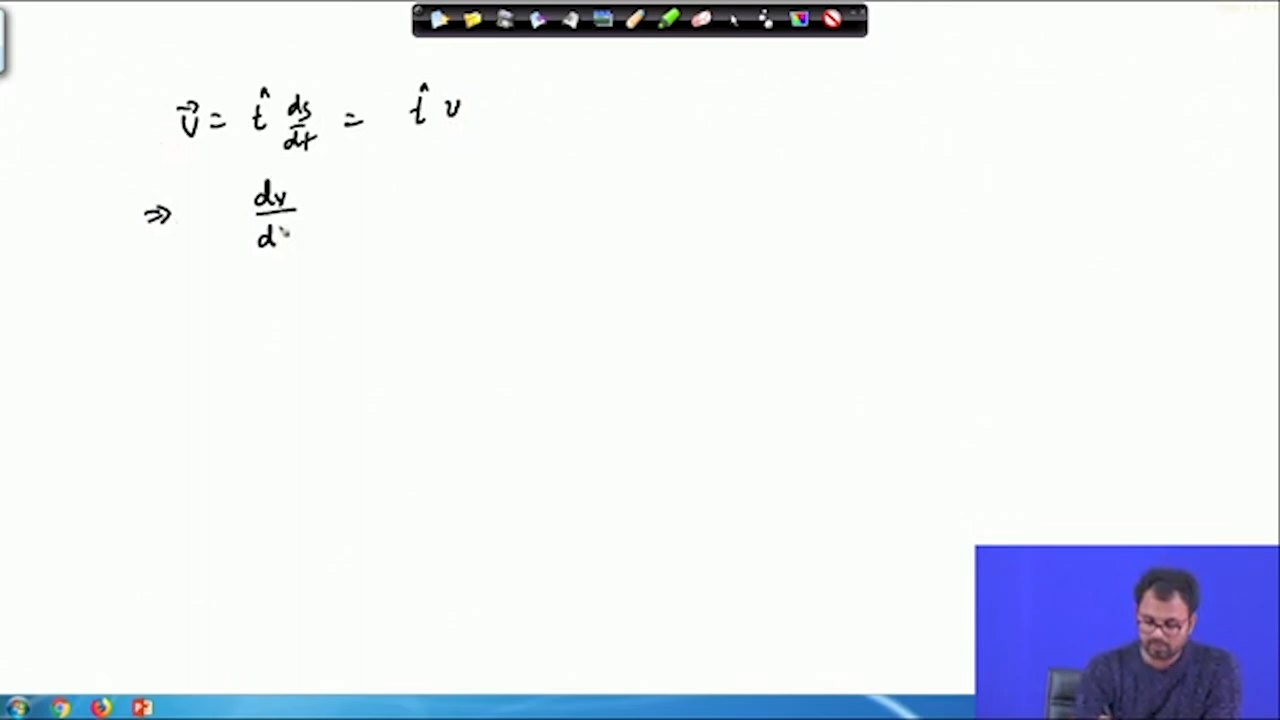 v⃗ = t̂ ds/dt = t̂ v
⇒ dv/d